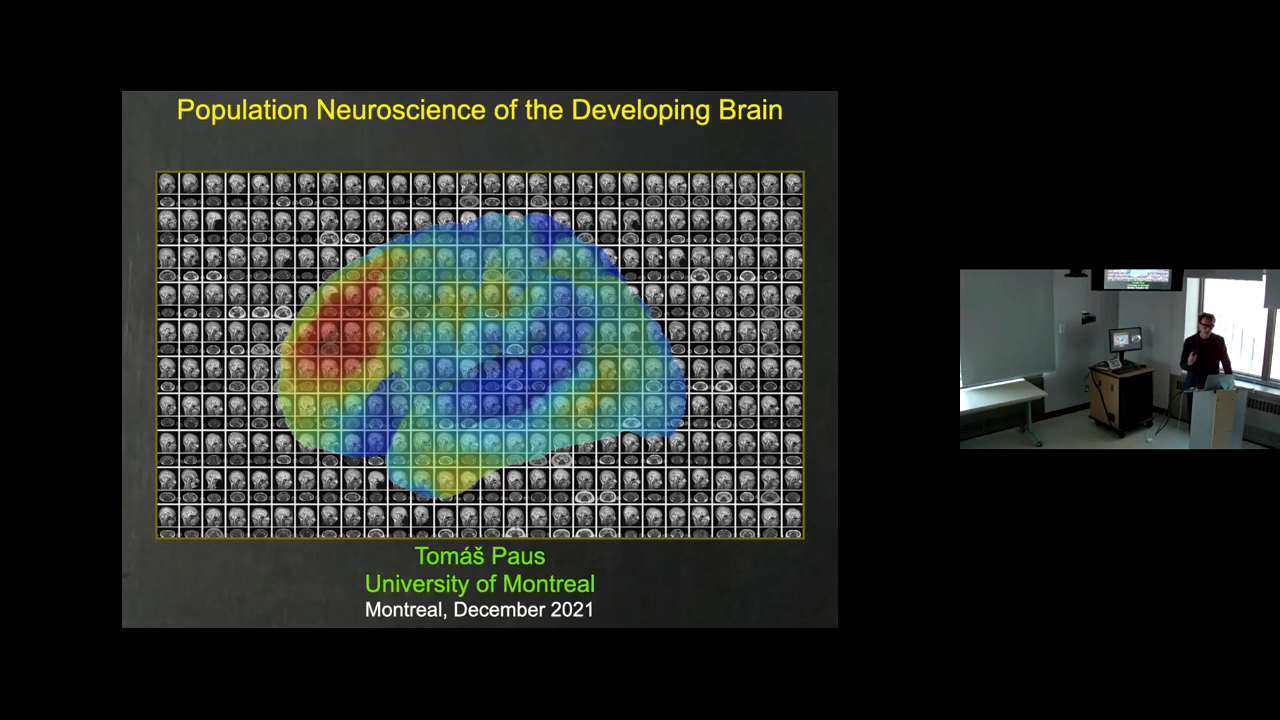 Population Neuroscience of the Developing Brain
Tomáš Paus
University of Montreal
Montreal, December 2021